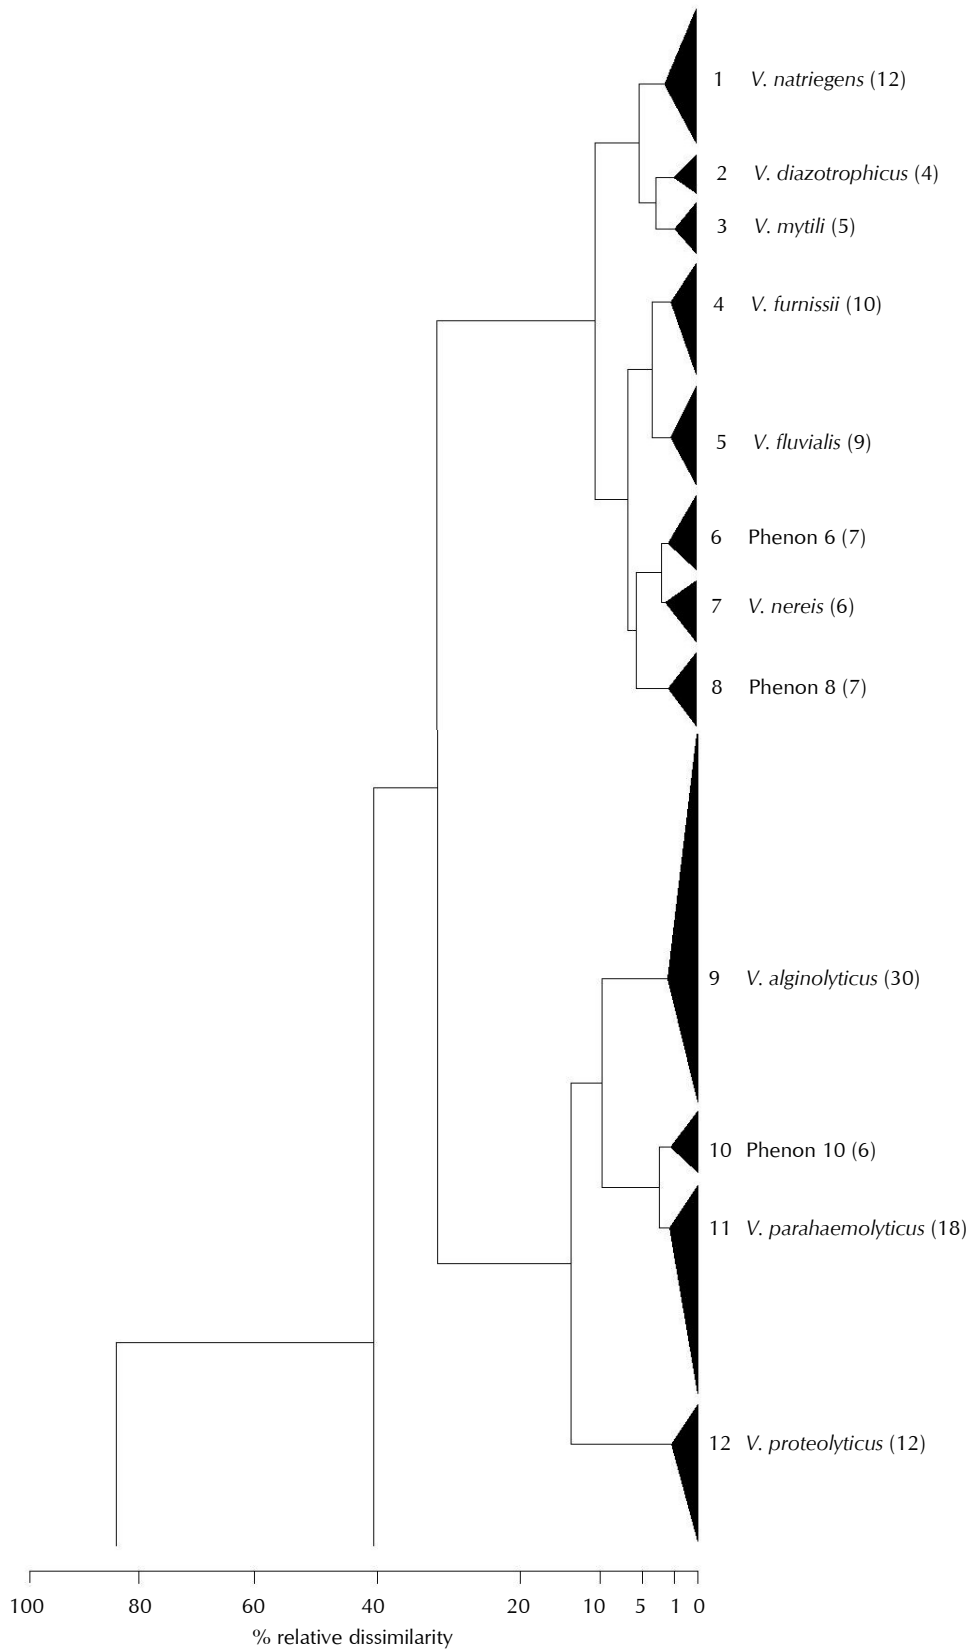 1 V. natriegens (12)
2 V. diazotrophicus (4)
3 V. mytili (5)
4 V. furnissii (10)
5 V. fluvialis (9)
6 Phenon 6 (7)
7 V. nereis (6)
8 Phenon 8 (7)
9 V. alginolyticus (30)
10 Phenon 10 (6)
11 V. parahaemolyticus (18)
12 V. proteolyticus (12)
100 80 60 40 20 10 5 1 0
% relative dissimilarity